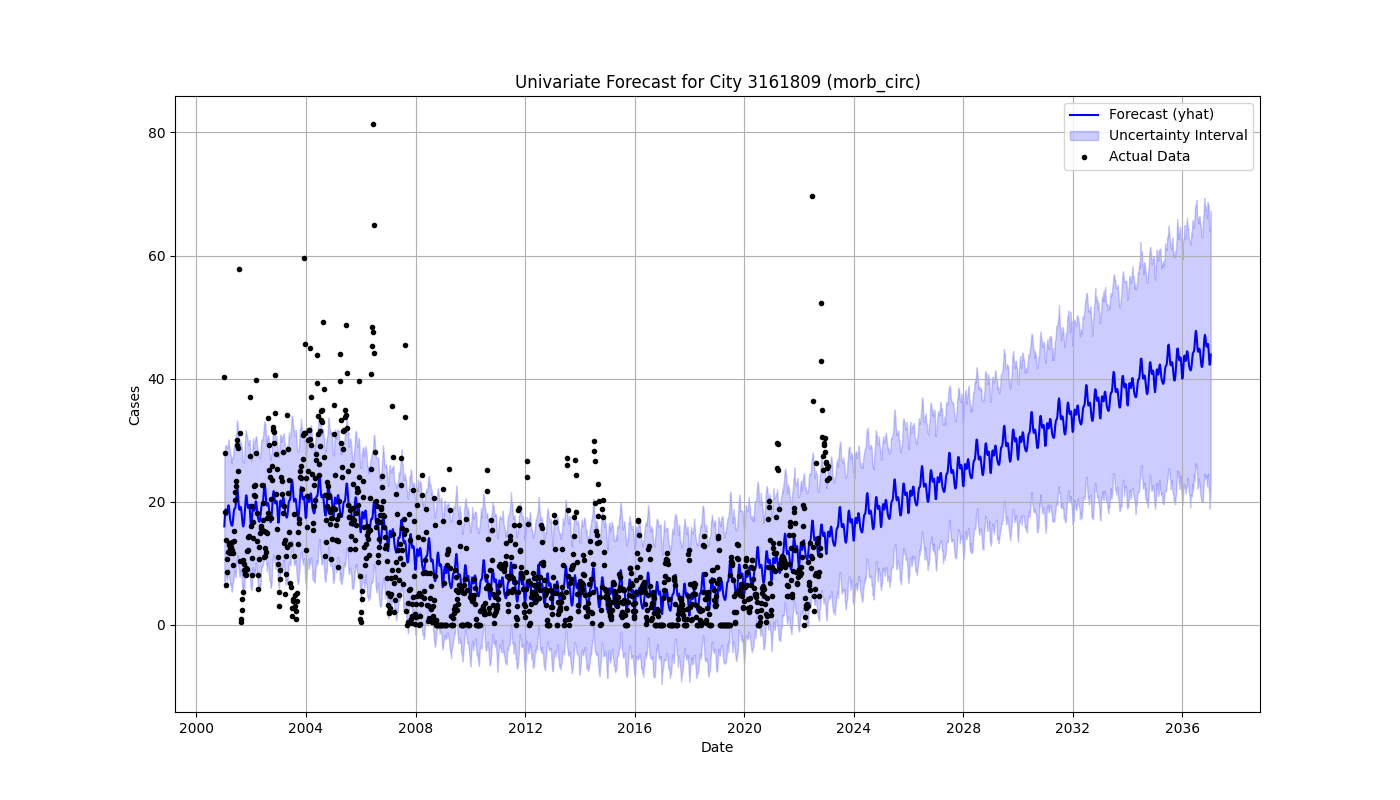 Univariate Forecast for City 3161809 (morb_circ)
Forecast (yhat)
Uncertainty Interval
Actual Data
80
60
40
20
0
Cases
2000 2004 2008 2012 2016 2020 2024 2028 2032 2036
Date